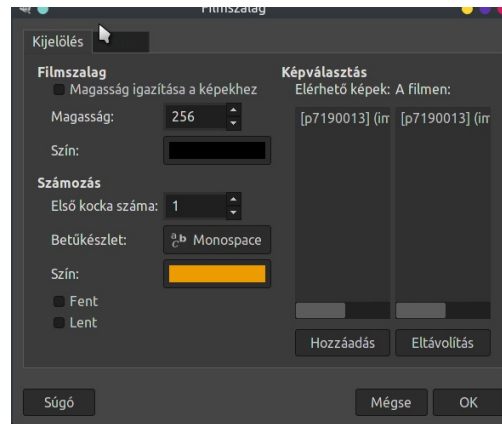 Filmszalag
Kijelölés
Filmszalag
Magasság igazítása a képekhez
Magasság:
256
Szín:
Számozás
Első kocka száma:
1
Betűkészlet:
Monospace
Szín:
Fent
Lent
Képválasztás
Elérhető képek:
A filmen:
[p7190013] (im
[p7190013] (im
Hozzáadás
Eltávolítás
Súgó
Mégse
OK